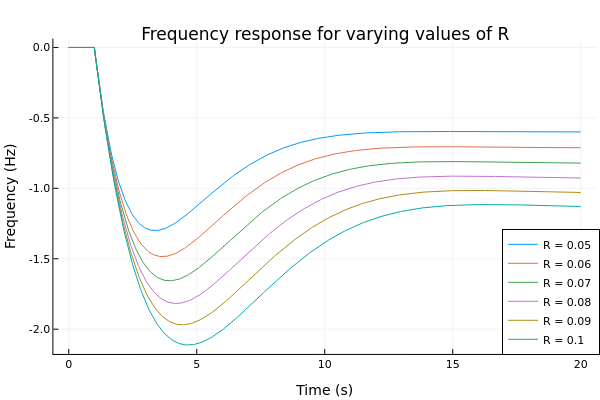 Frequency response for varying values of R
Frequency (Hz)
0.0
-0.5
-1.0
-1.5
-2.0
R = 0.05
R = 0.06
R = 0.07
R = 0.08
R = 0.09
R = 0.1
0 5 10 15 20
Time (s)